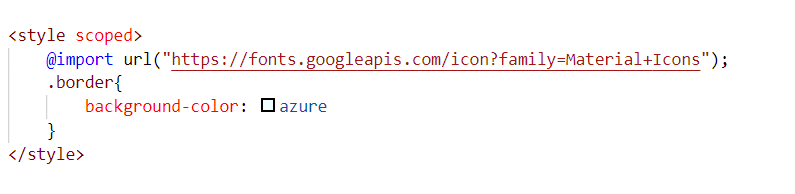 <style scoped>
@import url("https://fonts.googleapis.com/icon?family=Material+Icons");
.border{
background-color: azure
}
</style>